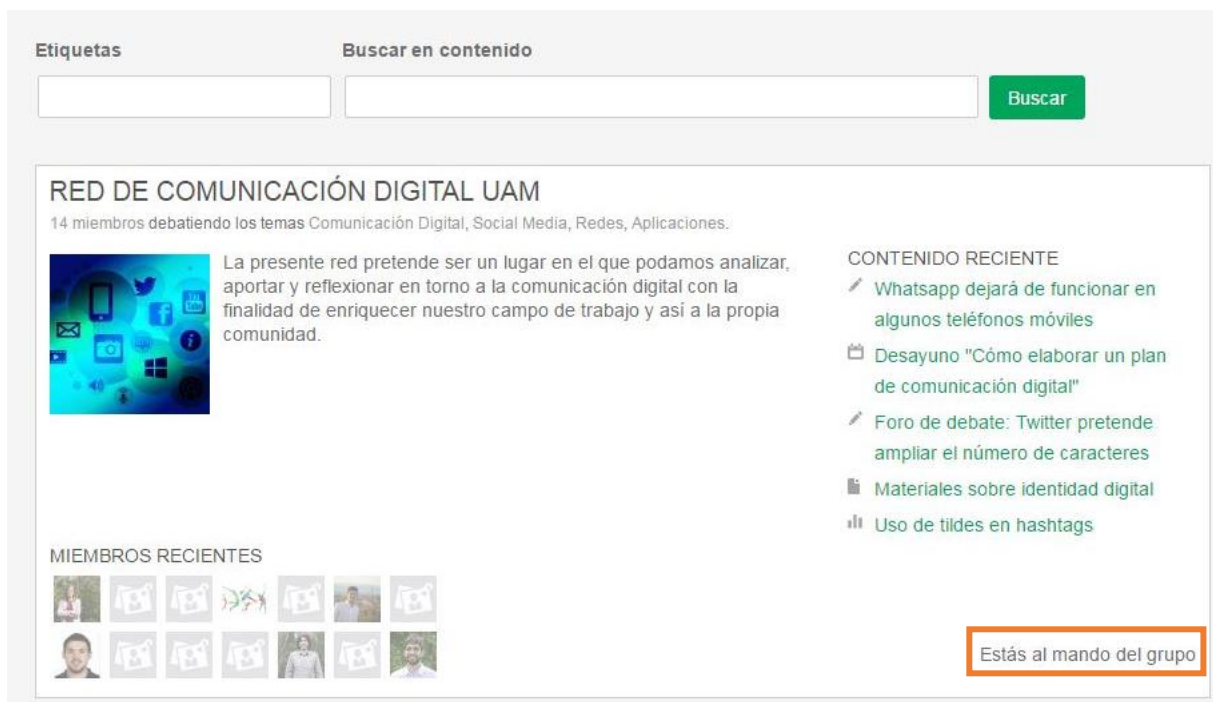 Etiquetas
Buscar en contenido
Buscar
RED DE COMUNICACIÓN DIGITAL UAM
14 miembros debatiendo los temas Comunicación Digital, Social Media, Redes, Aplicaciones.
La presente red pretende ser un lugar en el que podamos analizar,
aportar y reflexionar en torno a la comunicación digital con la
finalidad de enriquecer nuestro campo de trabajo y así a la propia
comunidad.
CONTENIDO RECIENTE
Whatsapp dejará de funcionar en
algunos teléfonos móviles
Desayuno "Cómo elaborar un plan
de comunicación digital"
Foro de debate: Twitter pretende
ampliar el número de caracteres
Materiales sobre identidad digital
Uso de tildes en hashtags
MIEMBROS RECIENTES
Estás al mando del grupo